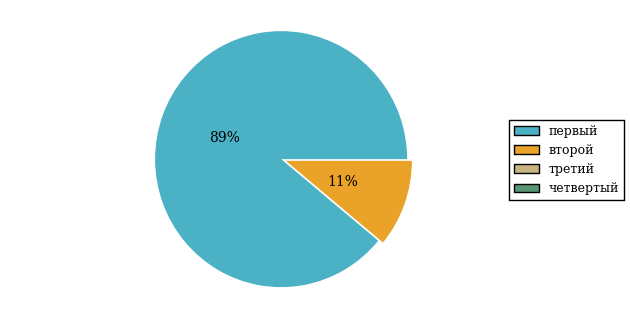 89%
11%
первый
второй
третий
четвертый